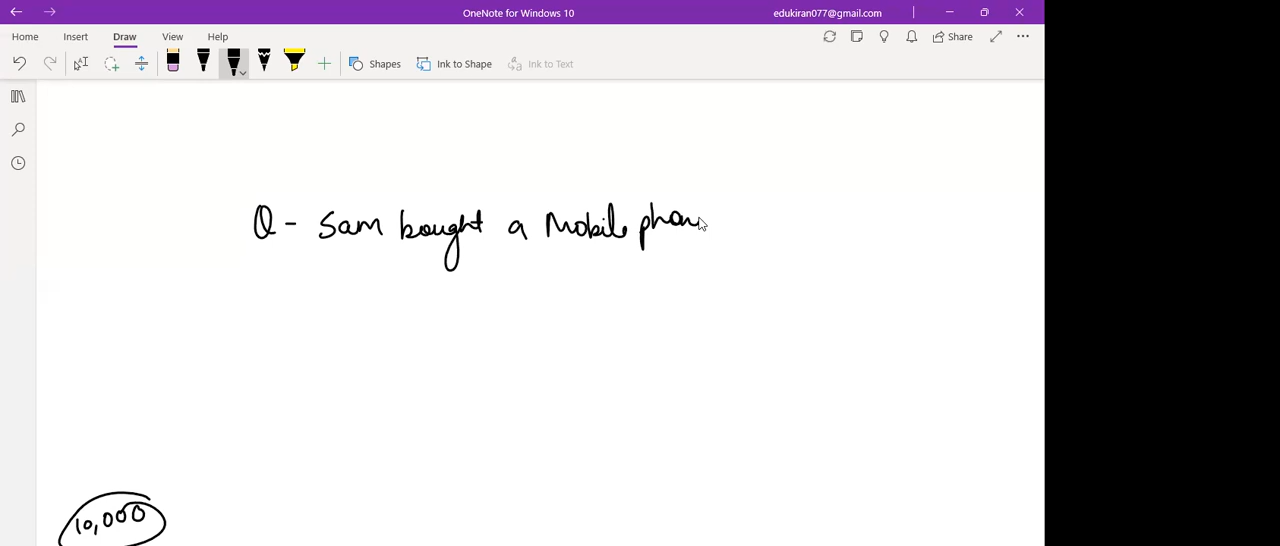 OneNote for Windows 10
edukiran077@gmail.com
Home Insert Draw View Help
Share
Shapes Ink to Shape Ink to Text
Q - Sam bought a Mobile phon
10,000